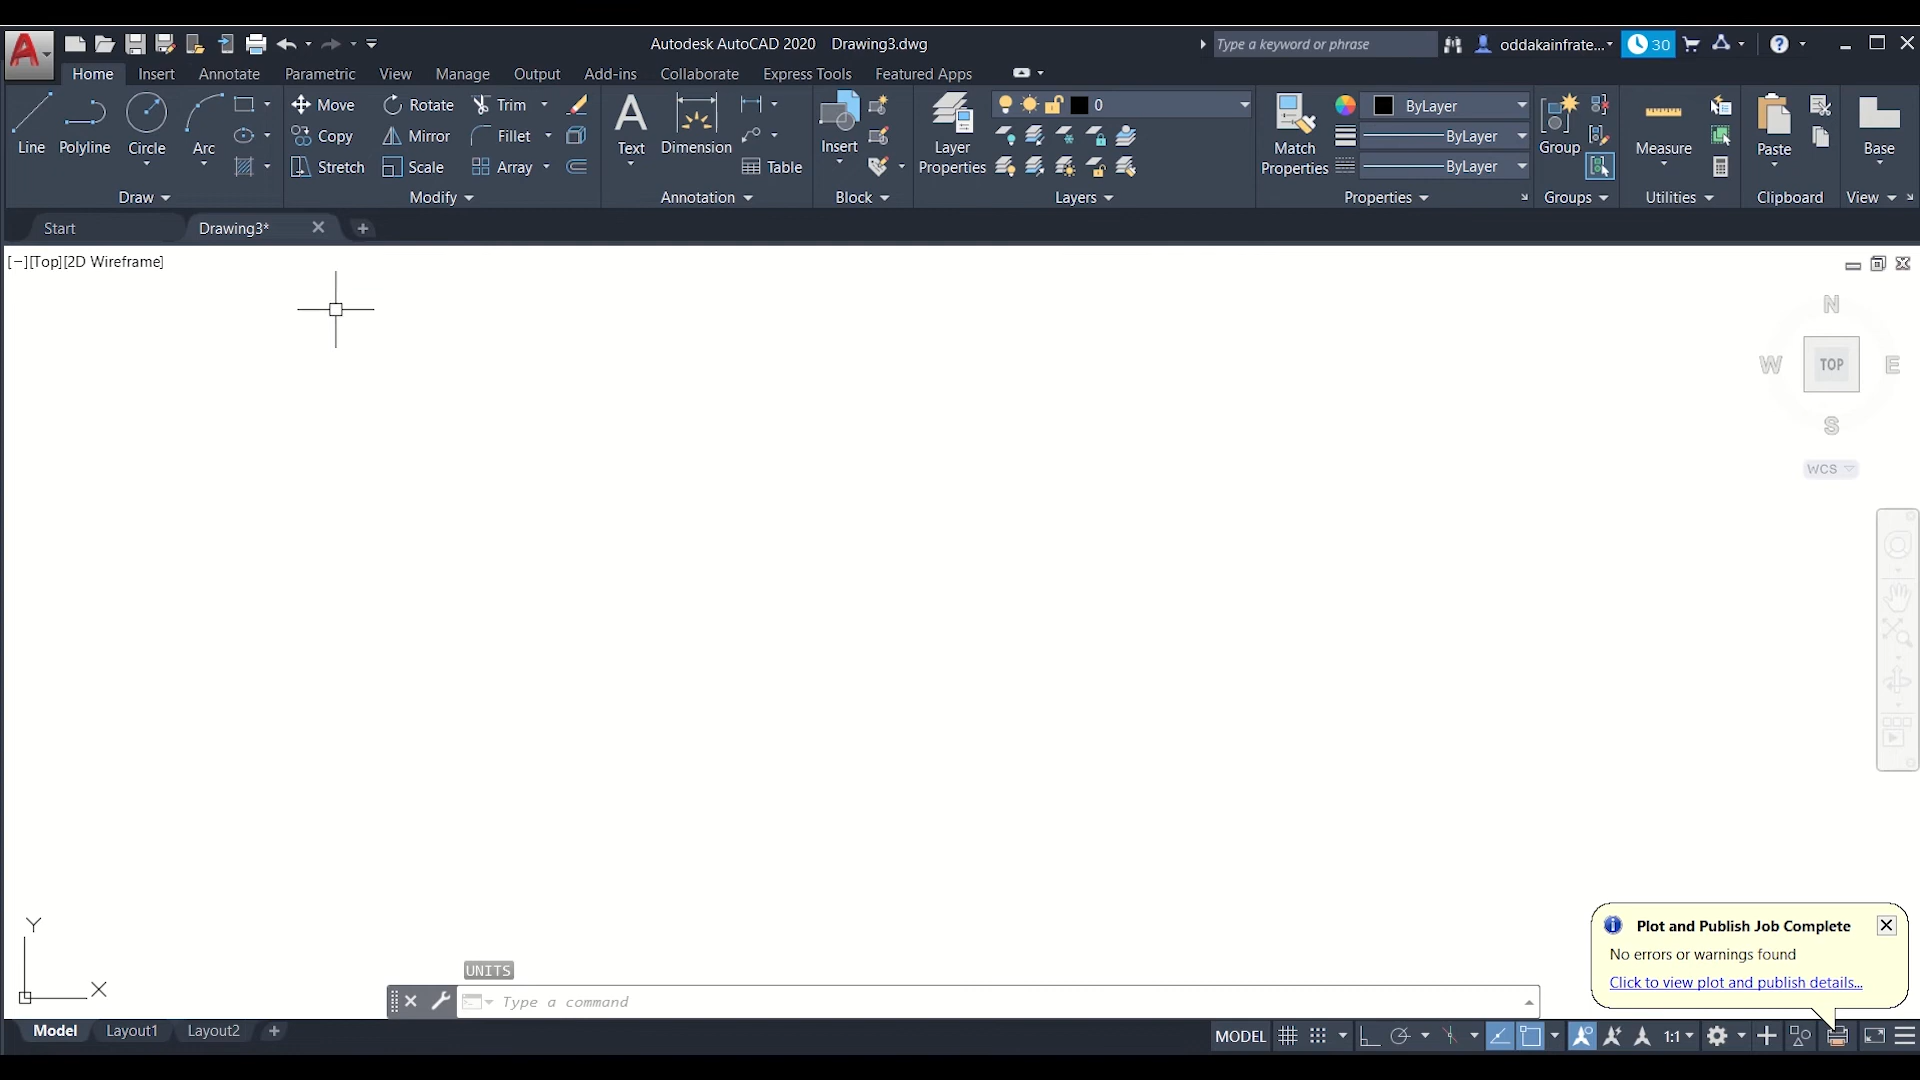 Autodesk AutoCAD 2020 Drawing3.dwg
Type a keyword or phrase
oddakainfrate...
30
Home Insert Annotate Parametric View Manage Output Add-ins Collaborate Express Tools Featured Apps
Line Polyline Circle Arc
Draw
Move Rotate Trim
Copy Mirror Fillet
Stretch Scale Array
Modify
Text Dimension
Table
Annotation
Insert
Block
Layer
Properties
0
Layers
Match
Properties
ByLayer
ByLayer
ByLayer
Properties
Group
Groups
Measure
Utilities
Paste
Clipboard
Base
View
Start Drawing3*
[−][Top][2D Wireframe]
N
W TOP E
S
WCS
Y
X
UNITS
Type a command
Plot and Publish Job Complete
No errors or warnings found
Click to view plot and publish details...
Model Layout1 Layout2
MODEL
1:1